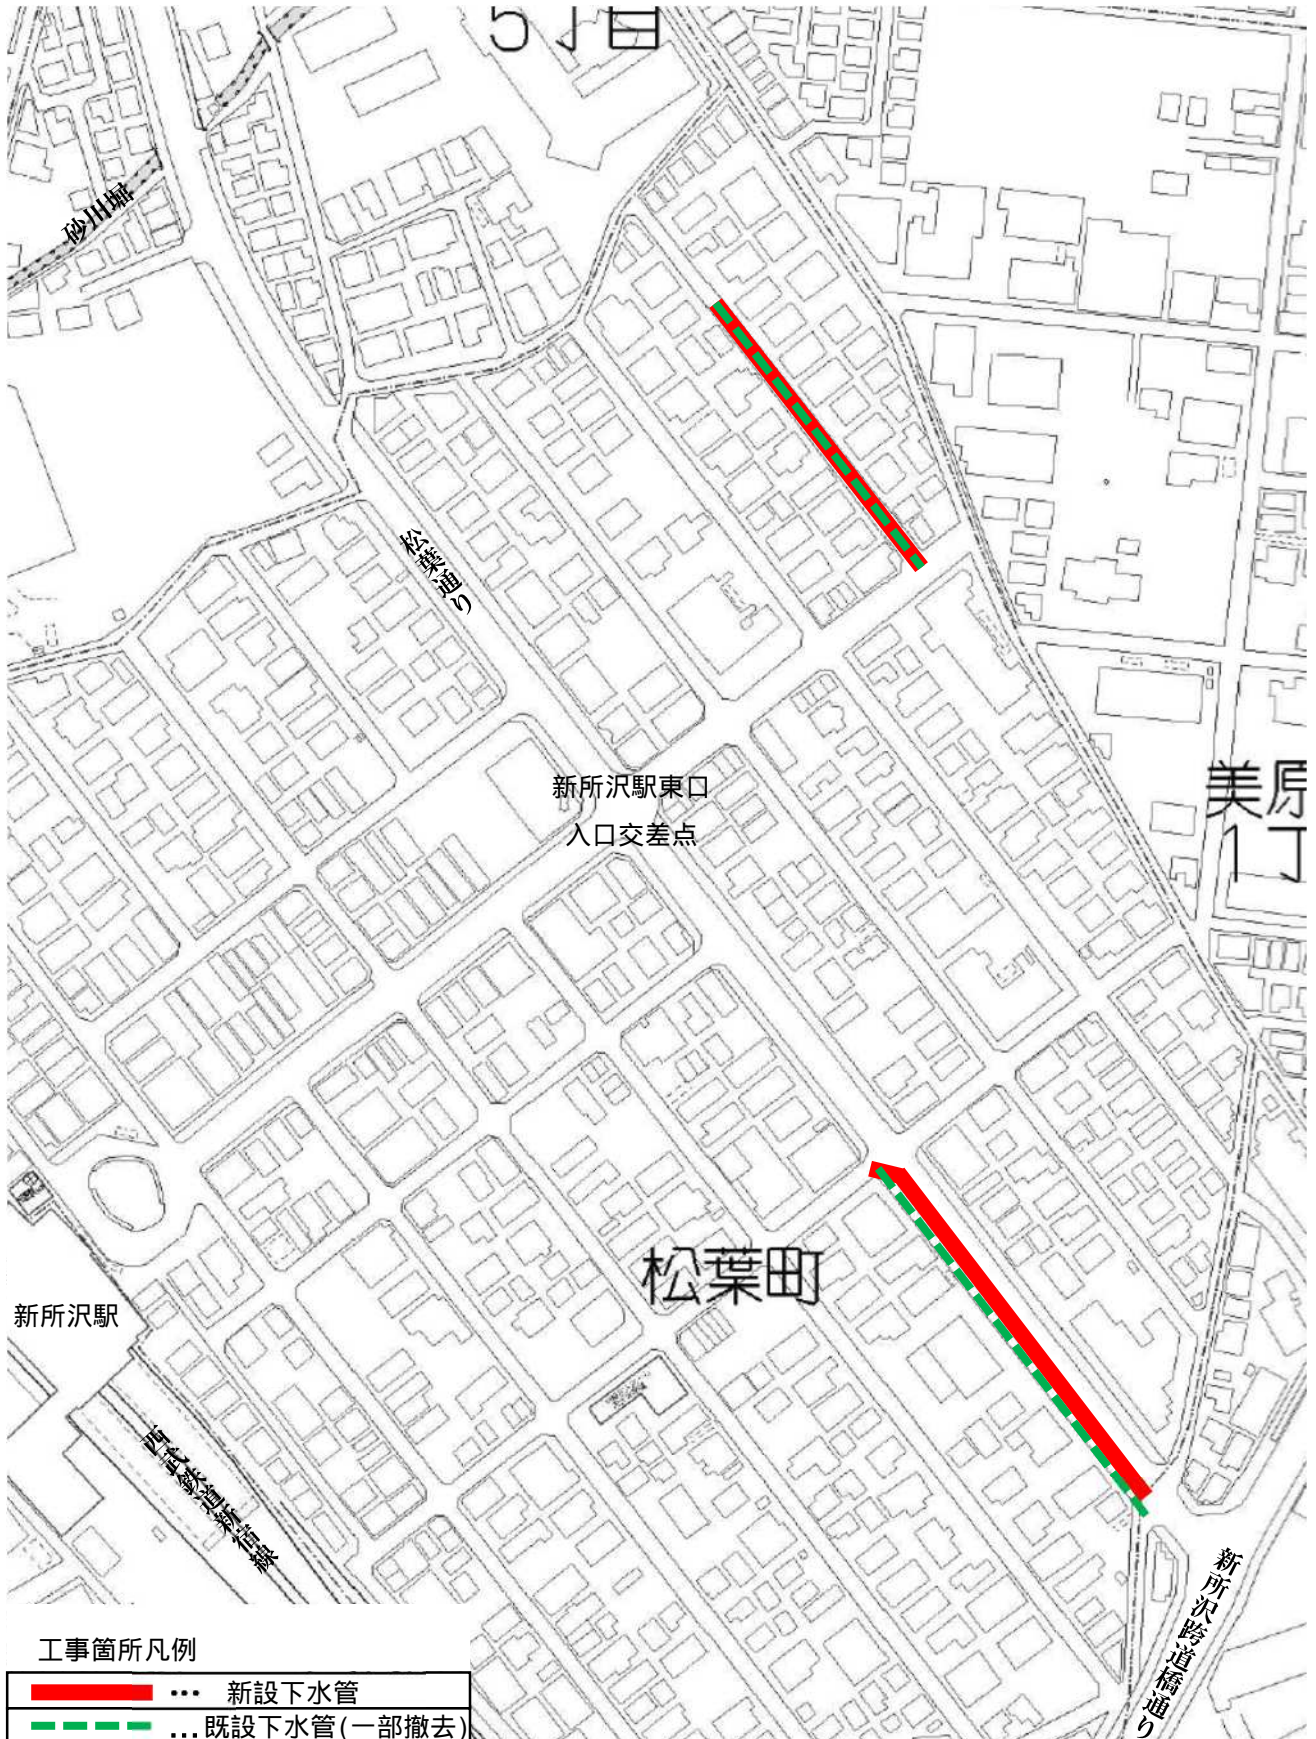 5丁目
砂川堀
松葉通り
新所沢駅東口
入口交差点
美原
1丁
松葉町
新所沢駅
西武鉄道新宿線
新所沢跨道橋通り
工事箇所凡例
… 新設下水管
…既設下水管(一部撤去)